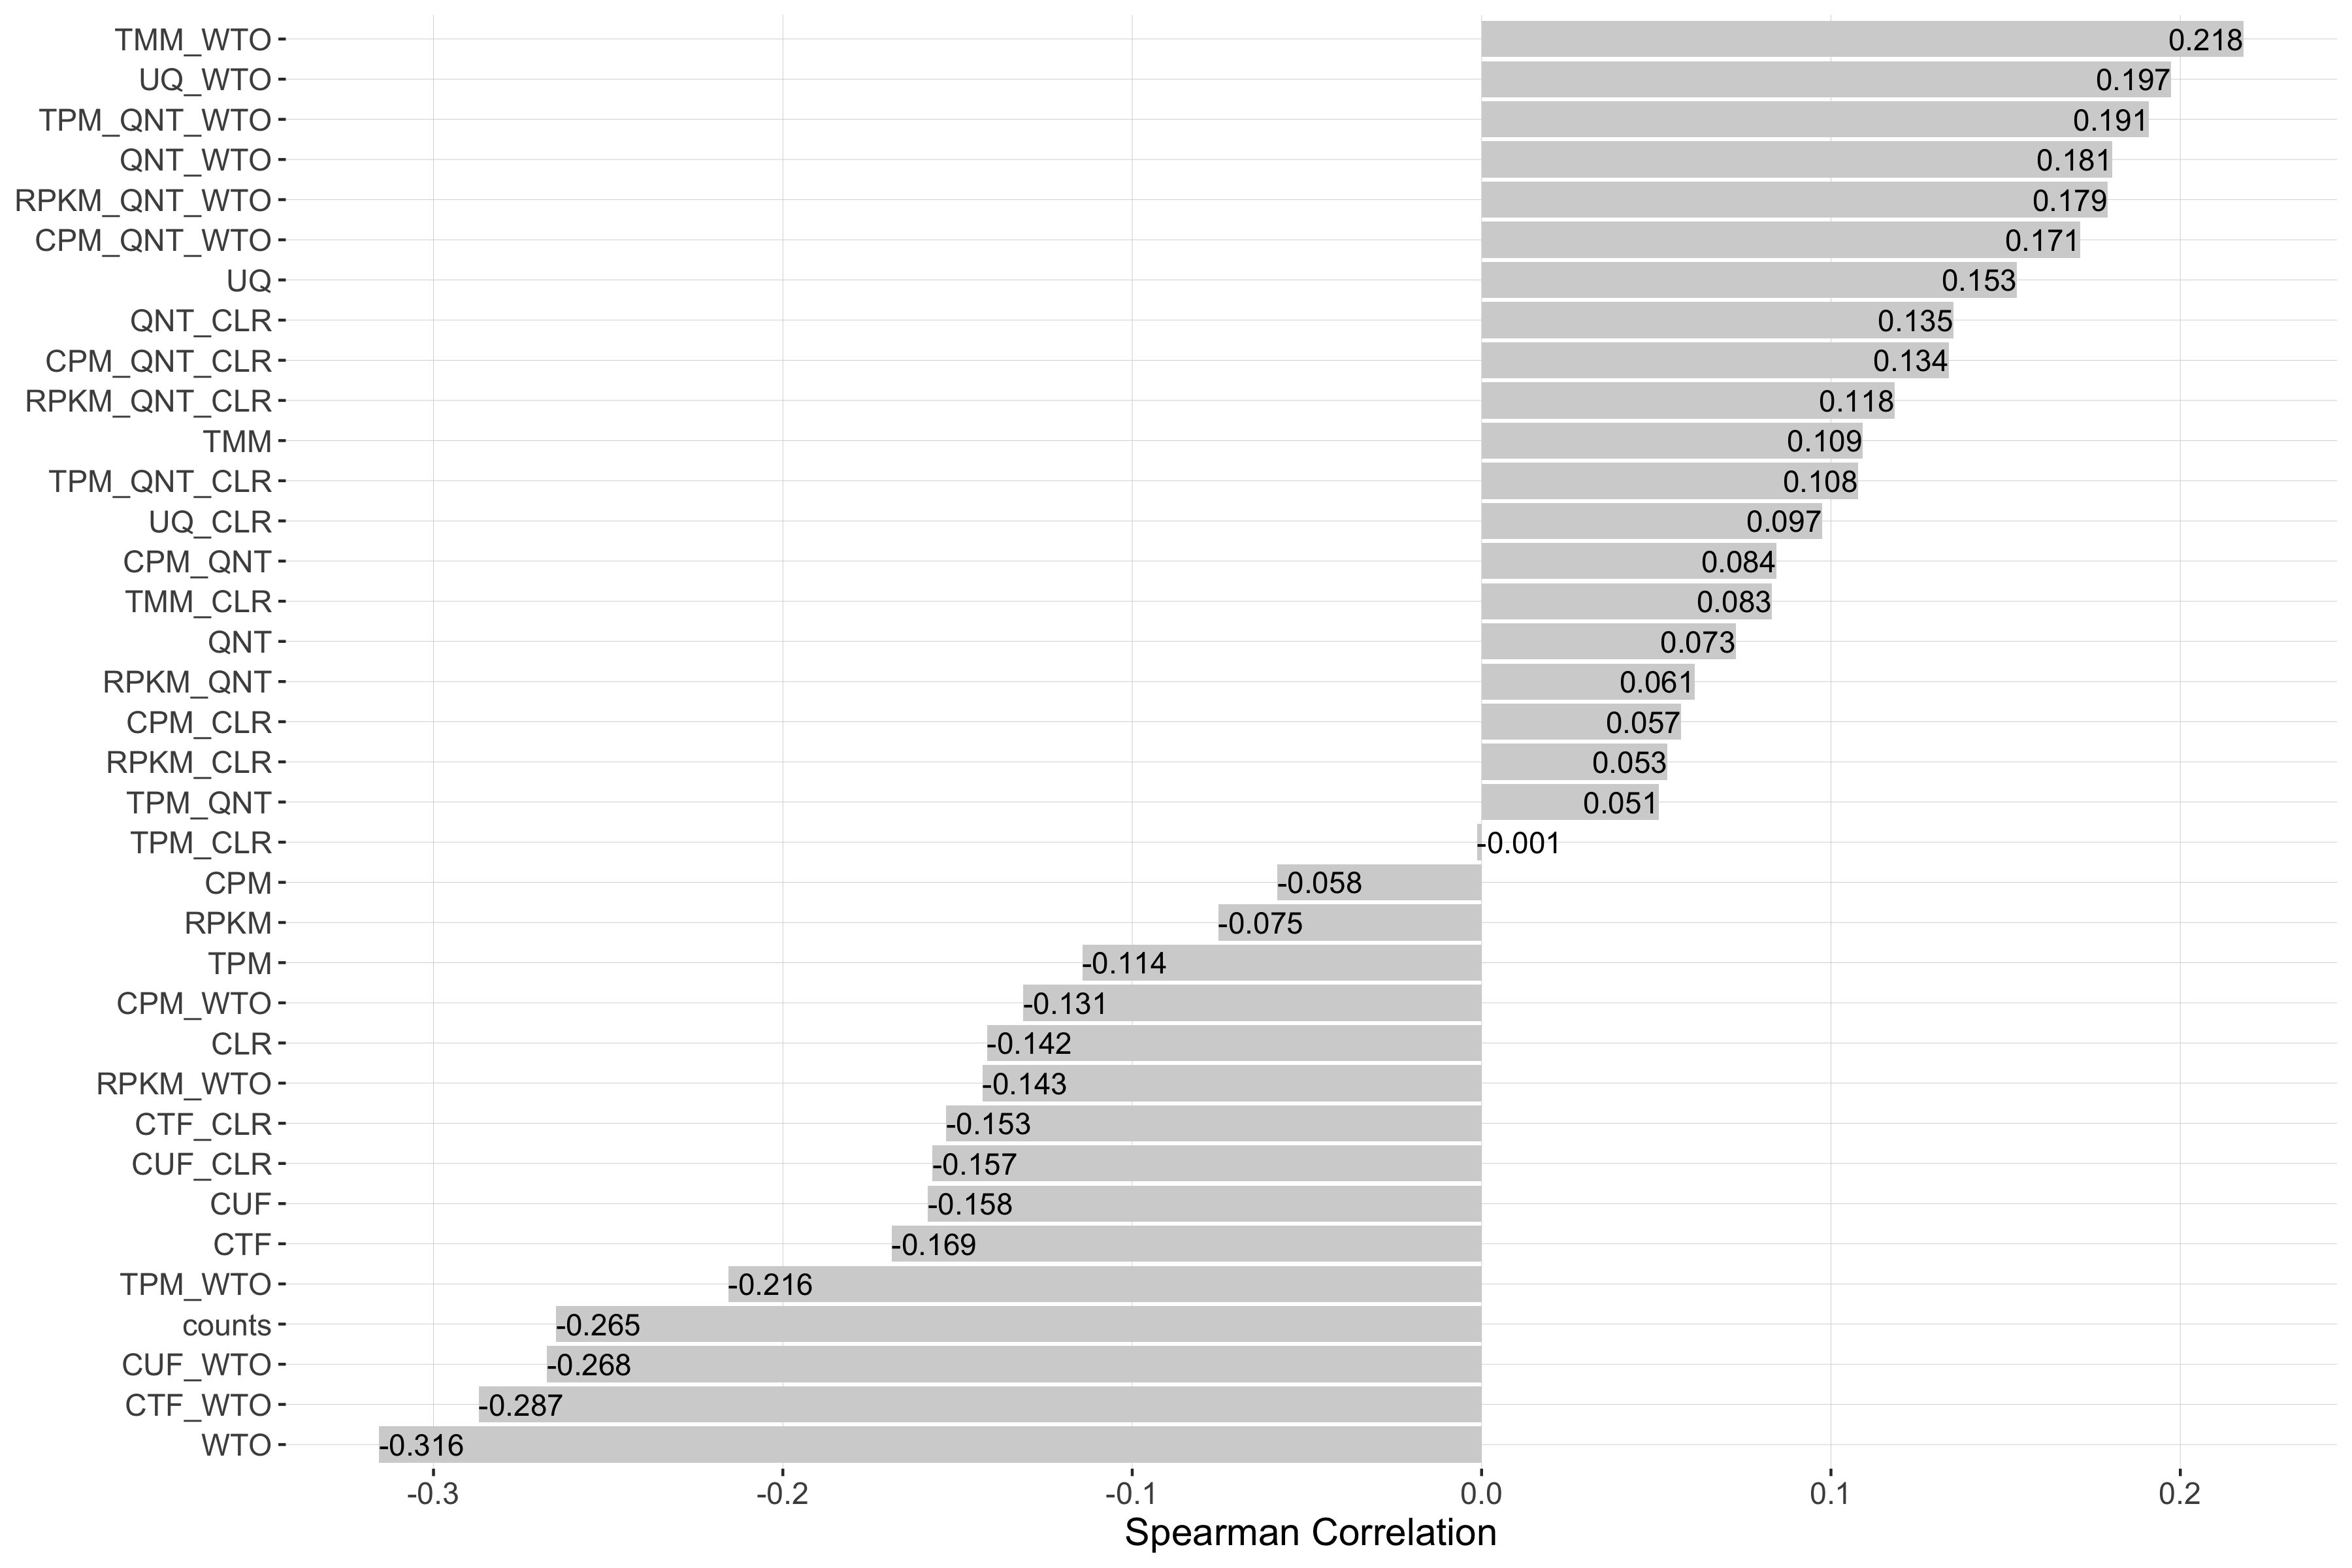 TMM_WTO 0.218
UQ_WTO 0.197
TPM_QNT_WTO 0.191
QNT_WTO 0.181
RPKM_QNT_WTO 0.179
CPM_QNT_WTO 0.171
UQ 0.153
QNT_CLR 0.135
CPM_QNT_CLR 0.134
RPKM_QNT_CLR 0.118
TMM 0.109
TPM_QNT_CLR 0.108
UQ_CLR 0.097
CPM_QNT 0.084
TMM_CLR 0.083
QNT 0.073
RPKM_QNT 0.061
CPM_CLR 0.057
RPKM_CLR 0.053
TPM_QNT 0.051
TPM_CLR -0.001
CPM -0.058
RPKM -0.075
TPM -0.114
CPM_WTO -0.131
CLR -0.142
RPKM_WTO -0.143
CTF_CLR -0.153
CUF_CLR -0.157
CUF -0.158
CTF -0.169
TPM_WTO -0.216
counts -0.265
CUF_WTO -0.268
CTF_WTO -0.287
WTO -0.316
-0.3 -0.2 -0.1 0.0 0.1 0.2
Spearman Correlation